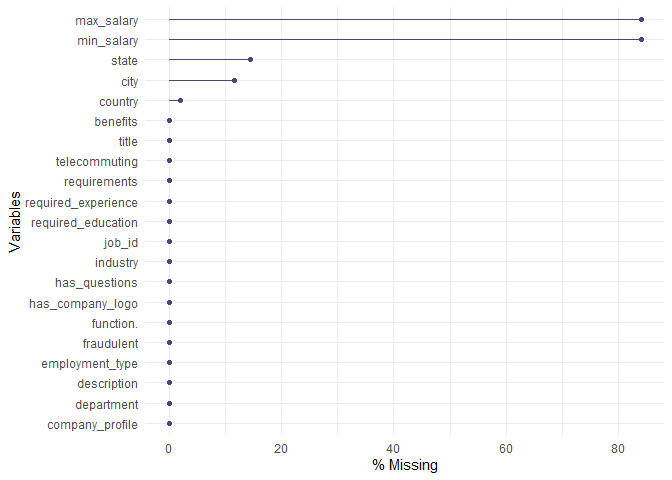 max_salary
min_salary
state
city
country
benefits
title
telecommuting
requirements
required_experience
required_education
job_id
industry
has_questions
has_company_logo
function.
fraudulent
employment_type
description
department
company_profile
Variables
0 20 40 60 80
% Missing